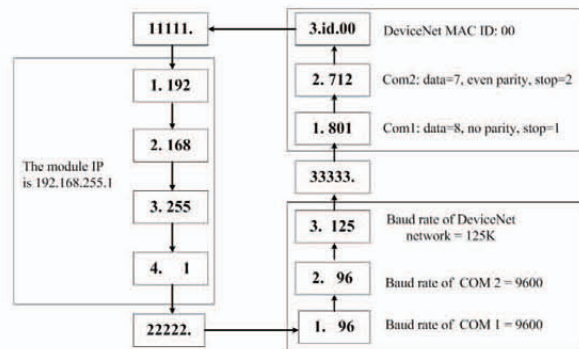 11111.
1. 192
2. 168
3. 255
4. 1
The module IP
is 192.168.255.1
22222.
1. 96
Baud rate of COM 1 = 9600
2. 96
Baud rate of COM 2 = 9600
3. 125
Baud rate of DeviceNet
network = 125K
33333.
1. 801
Com1: data=8, no parity, stop=1
2. 712
Com2: data=7, even parity, stop=2
3.id.00
DeviceNet MAC ID: 00